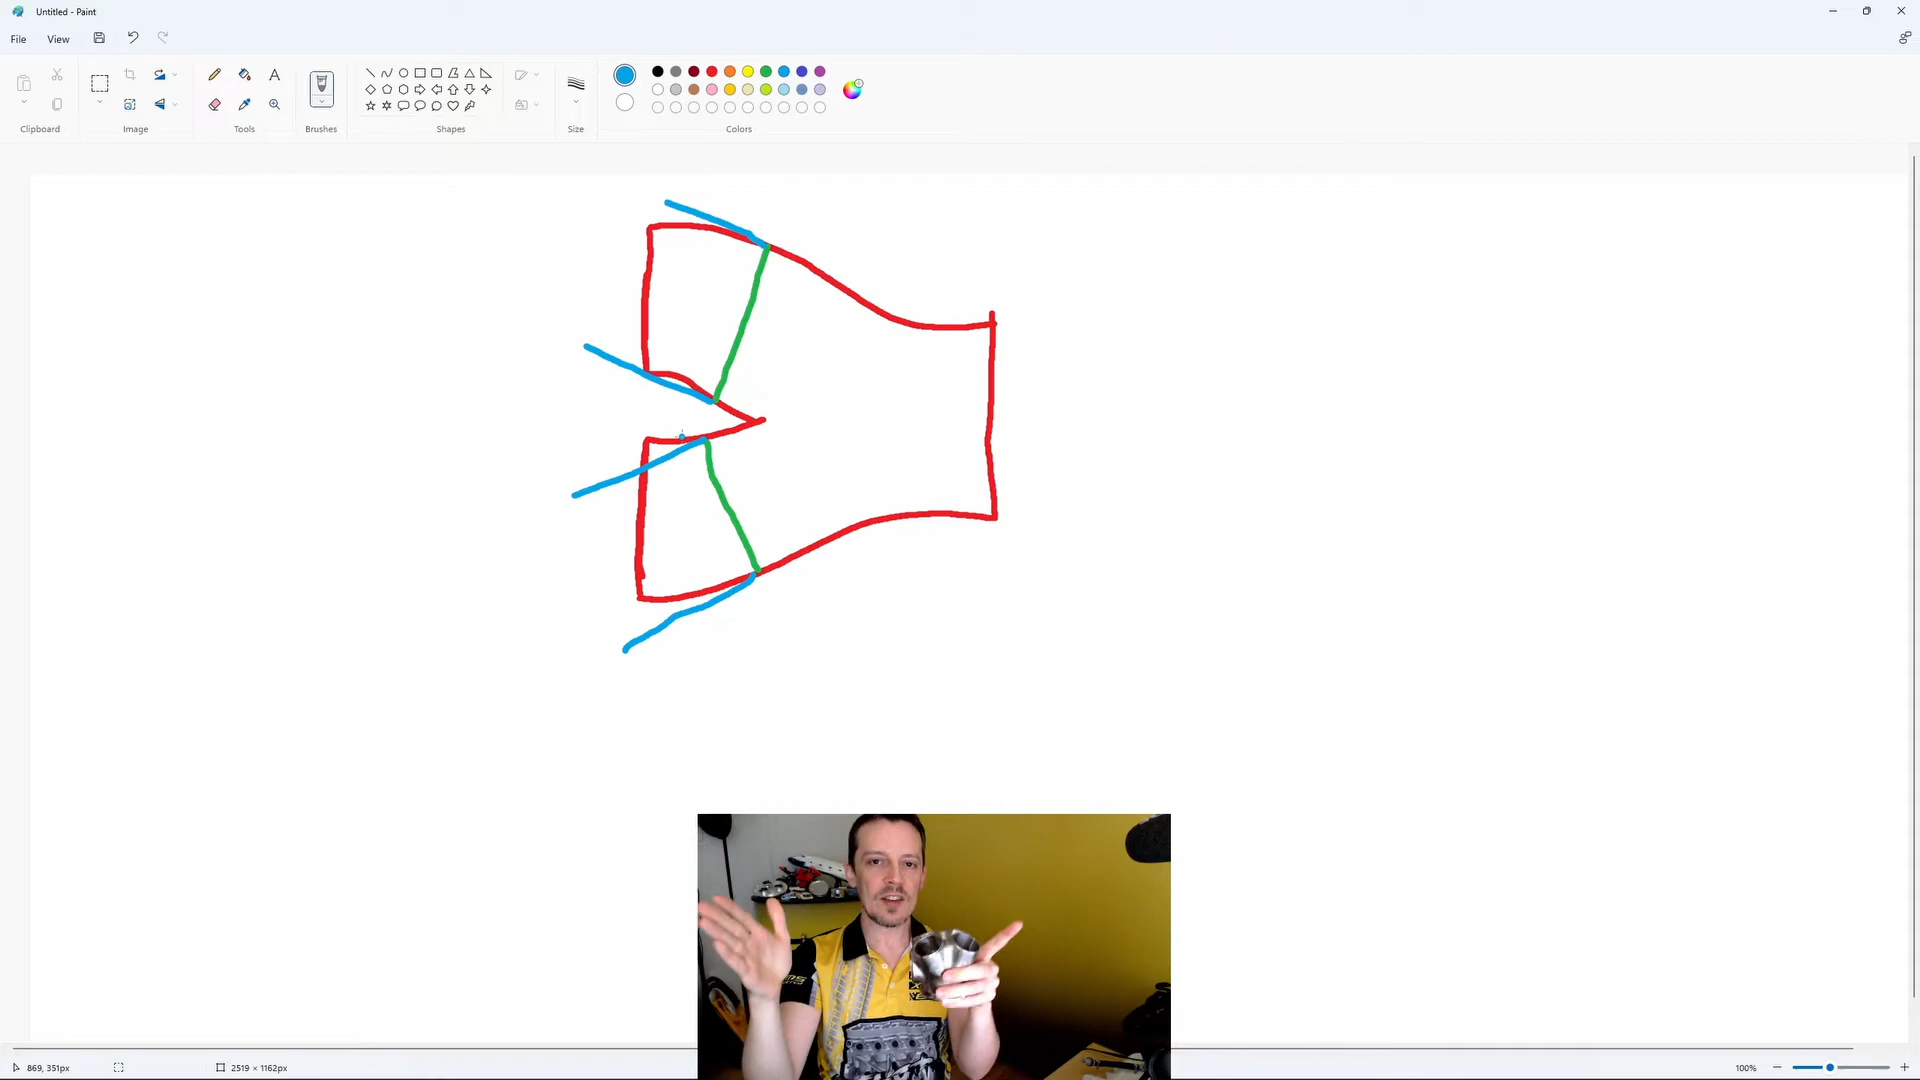 Untitled - Paint
File
View
Clipboard
Image
Tools
Brushes
Shapes
Size
Colors
869, 351px
2519 × 1162px
100%